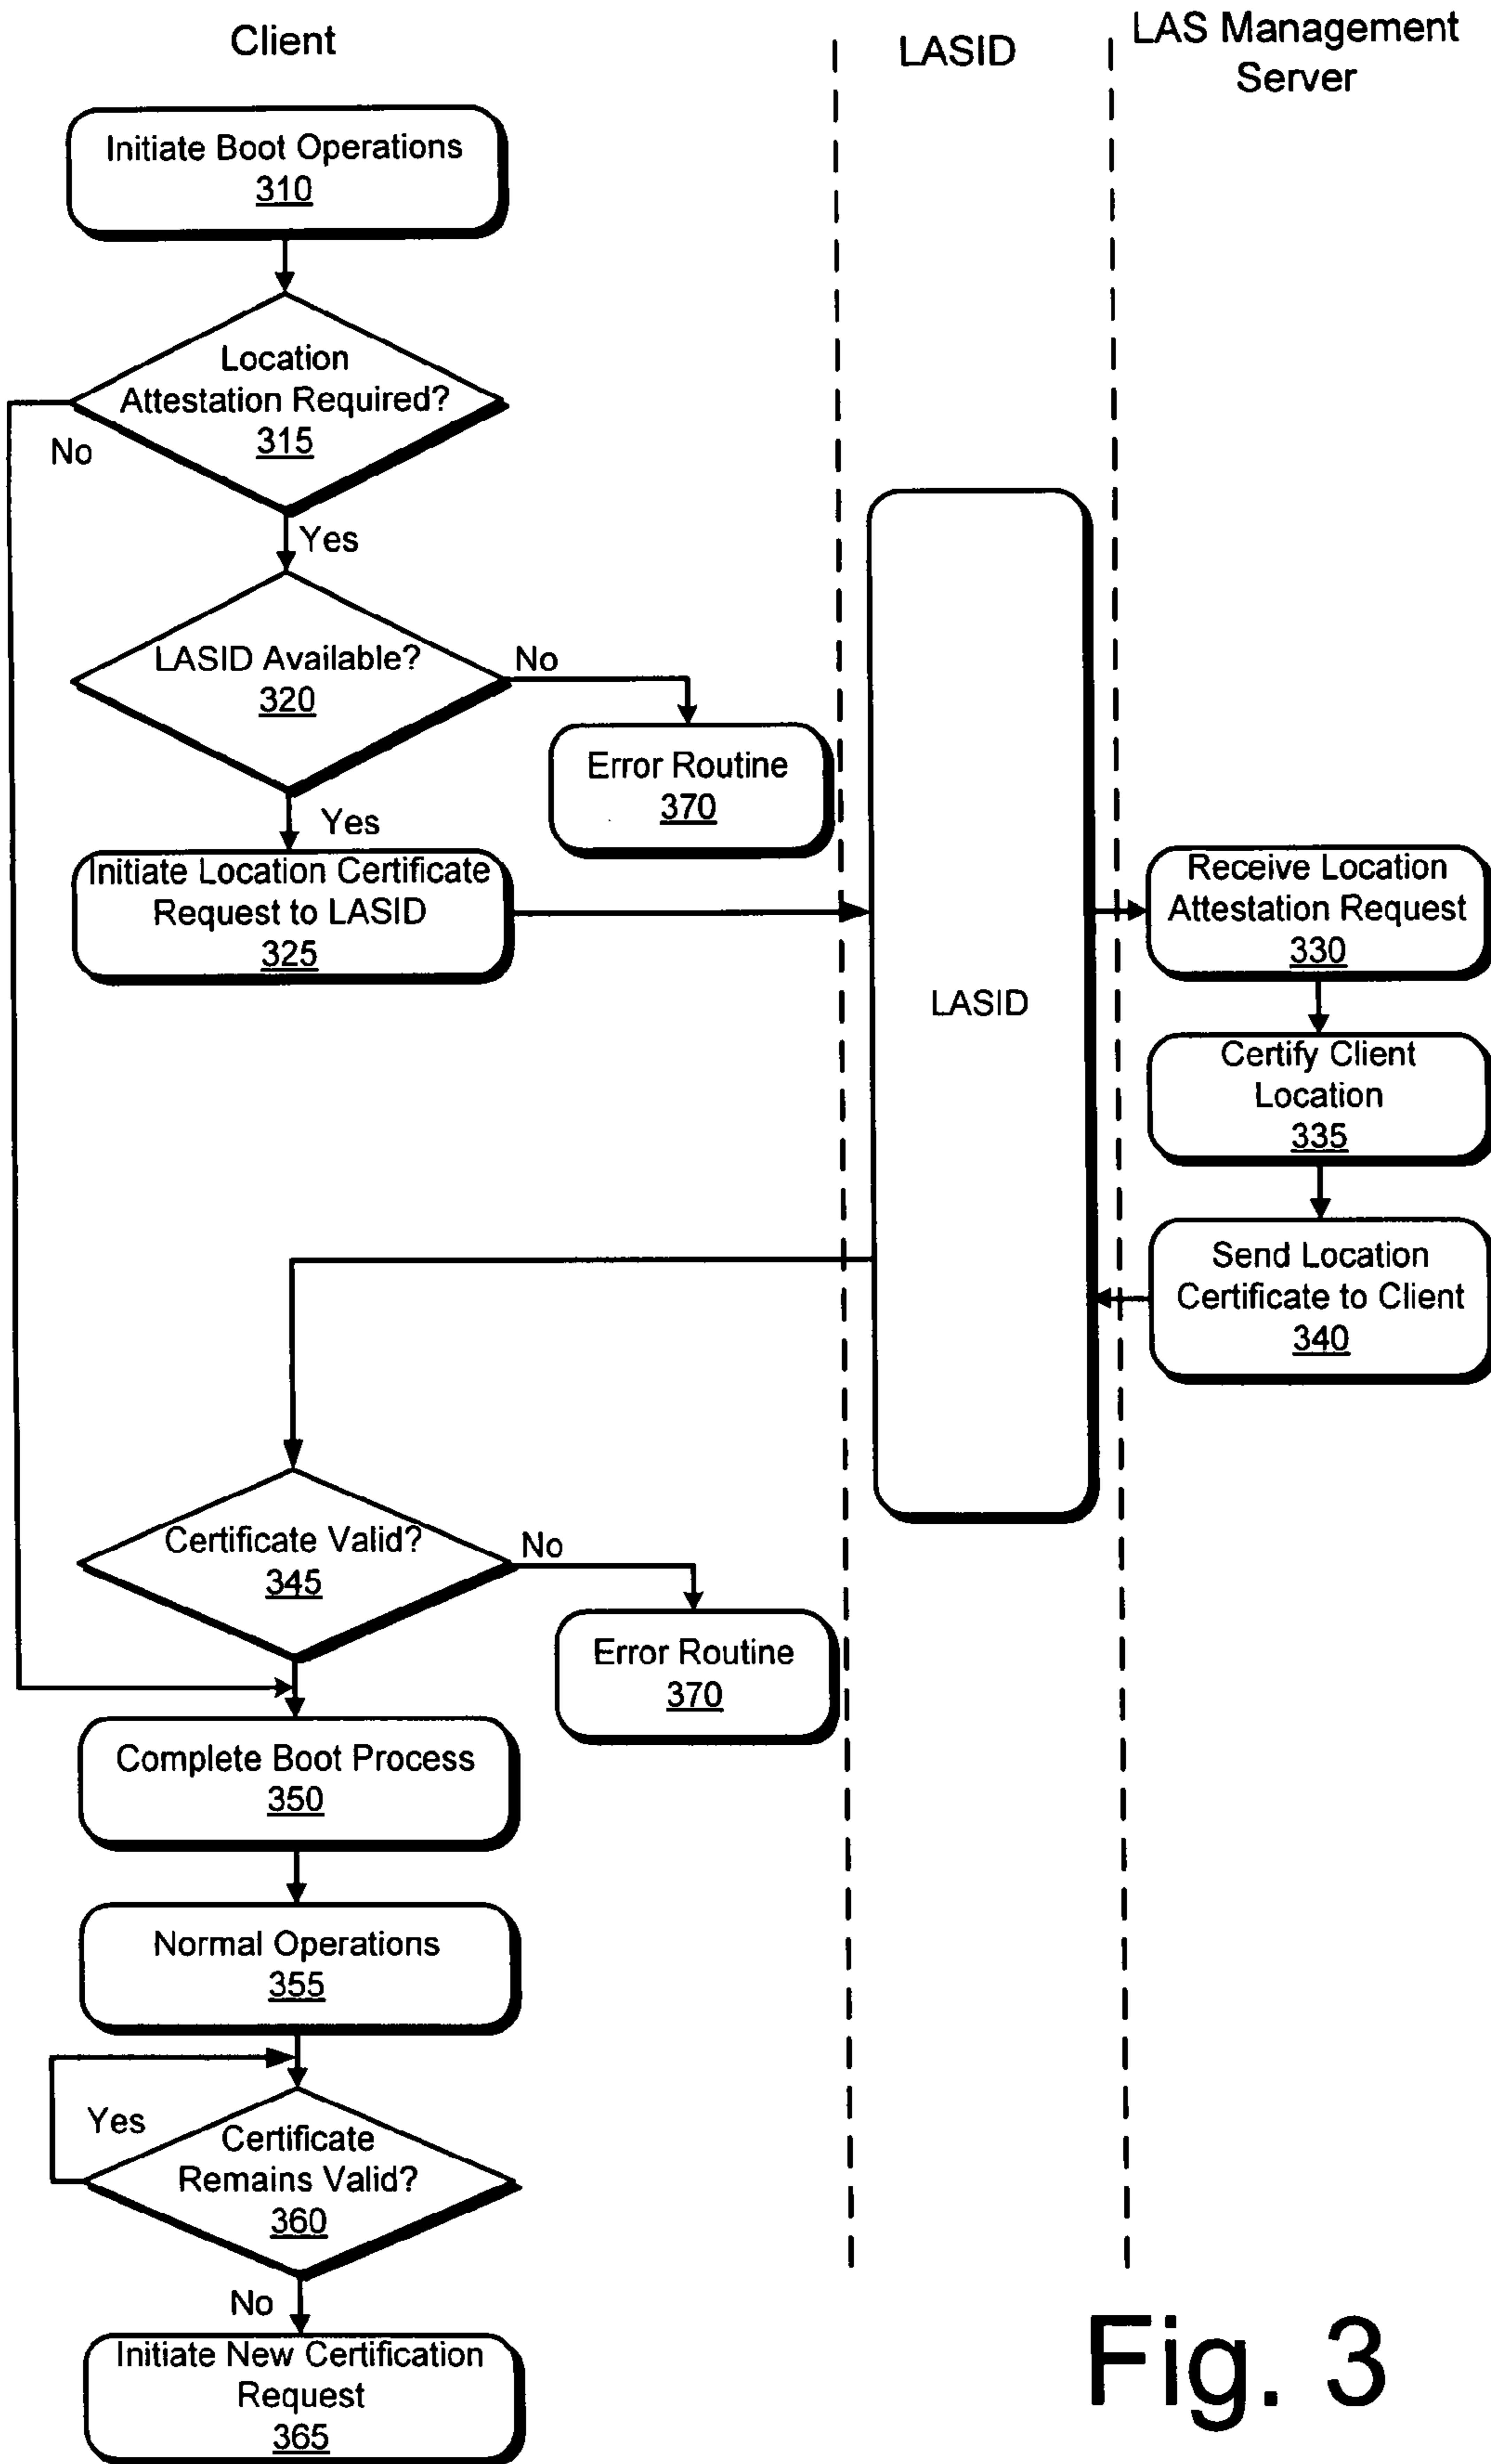 Client
LASID
LAS Management
Server
Initiate Boot Operations
310
Location
Attestation Required?
315
No
Yes
LASID Available?
320
No
Error Routine
370
Yes
Initiate Location Certificate
Request to LASID
325
LASID
Receive Location
Attestation Request
330
Certify Client
Location
335
Send Location
Certificate to Client
340
Certificate Valid?
345
No
Error Routine
370
Complete Boot Process
350
Normal Operations
355
Yes
Certificate
Remains Valid?
360
No
Initiate New Certification
Request
365
Fig. 3